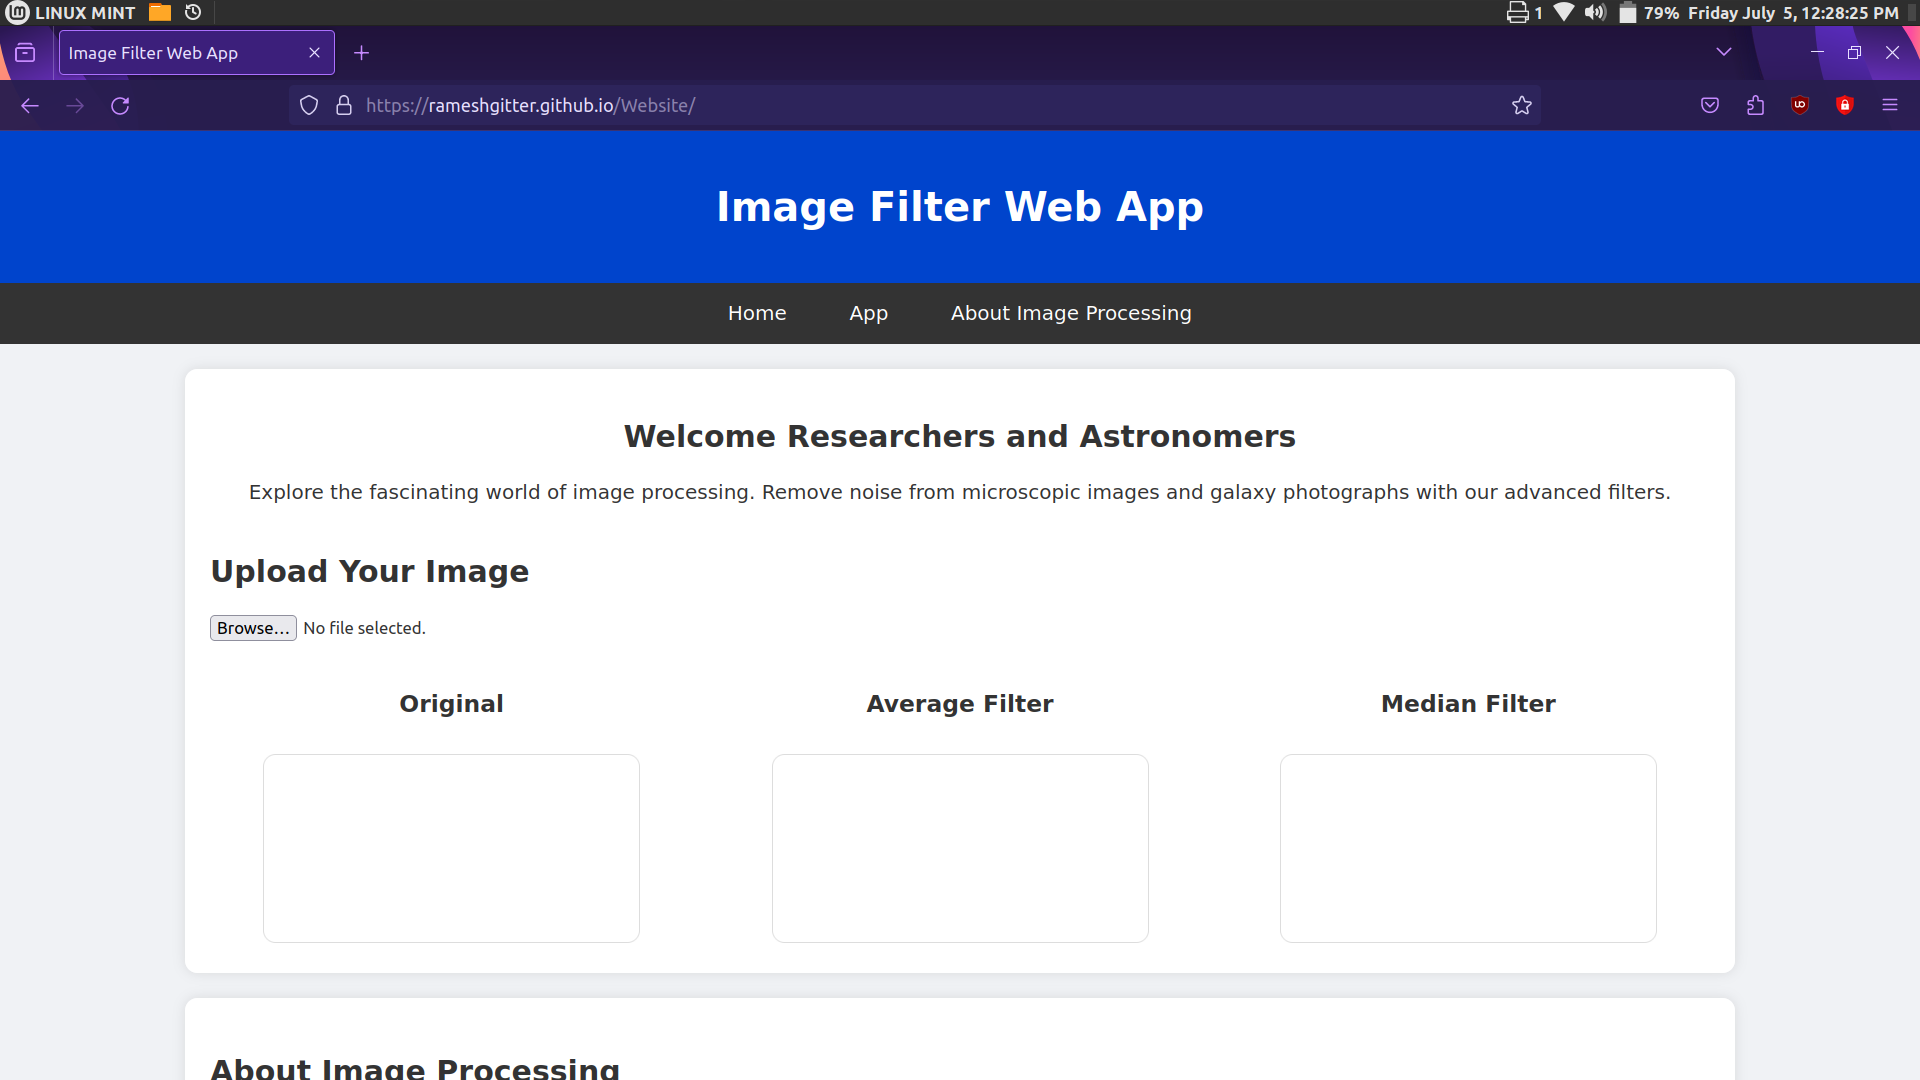 LINUX MINT
1
79% Friday July 5, 12:28:25 PM
Image Filter Web App
https://rameshgitter.github.io/Website/
Image Filter Web App
Home App About Image Processing
Welcome Researchers and Astronomers
Explore the fascinating world of image processing. Remove noise from microscopic images and galaxy photographs with our advanced filters.
Upload Your Image
Browse... No file selected.
Original Average Filter Median Filter
About Image Processing